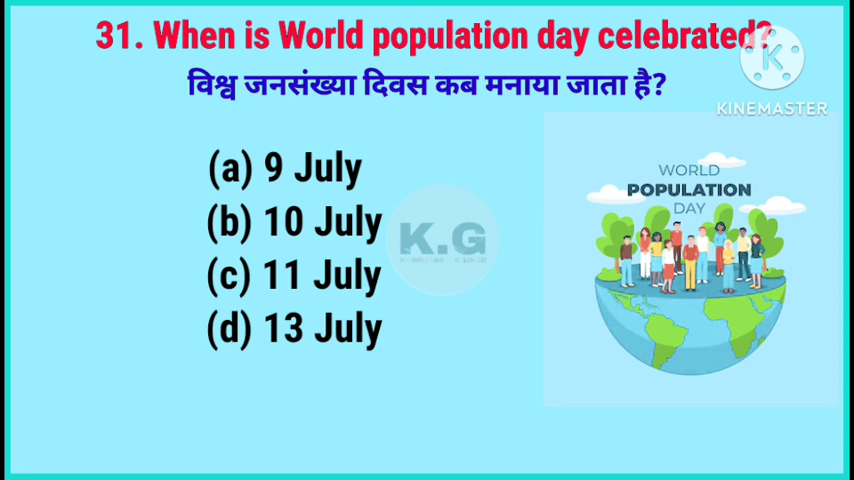 31. When is World population day celebrated?
विश्व जनसंख्या दिवस कब मनाया जाता है?
KINEMASTER
(a) 9 July
(b) 10 July
(c) 11 July
(d) 13 July
K.G
WORLD
POPULATION
DAY